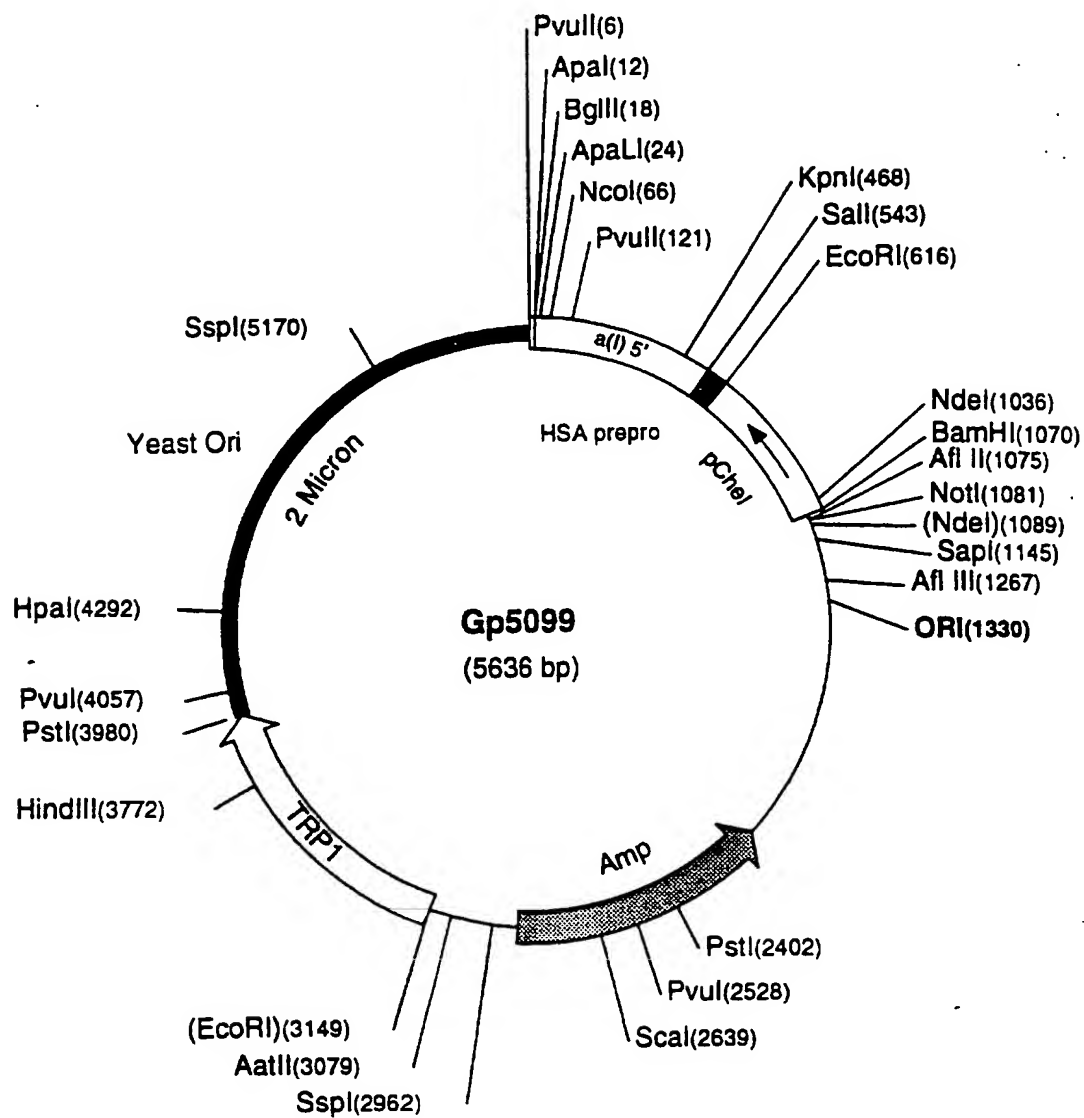 PvuII(6)
ApaI(12)
BglII(18)
ApaLI(24)
NcoI(66)
PvuII(121)
KpnI(468)
SalI(543)
EcoRI(616)
SspI(5170)
a(I) 5'
Yeast Ori
2 Micron
HSA prepro
pCheI
NdeI(1036)
BamHI(1070)
Afl II(1075)
NotI(1081)
(NdeI)(1089)
SapI(1145)
Afl III(1267)
ORI(1330)
HpaI(4292)
Gp5099
(5636 bp)
PvuI(4057)
PstI(3980)
HindIII(3772)
TRP1
Amp
PstI(2402)
PvuI(2528)
ScaI(2639)
(EcoRI)(3149)
AatII(3079)
SspI(2962)